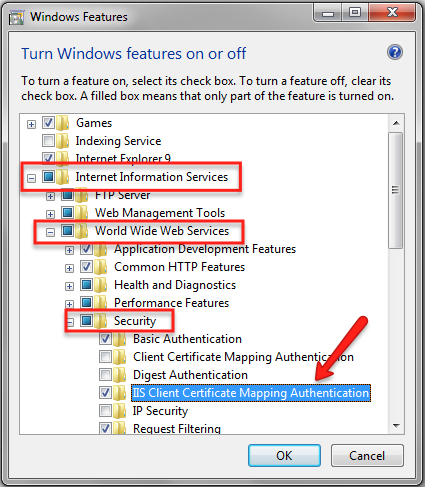 Windows Features
Turn Windows features on or off
To turn a feature on, select its check box. To turn a feature off, clear its
check box. A filled box means that only part of the feature is turned on.
Games
Indexing Service
Internet Explorer 9
Internet Information Services
FTP Server
Web Management Tools
World Wide Web Services
Application Development Features
Common HTTP Features
Health and Diagnostics
Performance Features
Security
Basic Authentication
Client Certificate Mapping Authentication
Digest Authentication
IIS Client Certificate Mapping Authentication
IP Security
Request Filtering
OK
Cancel